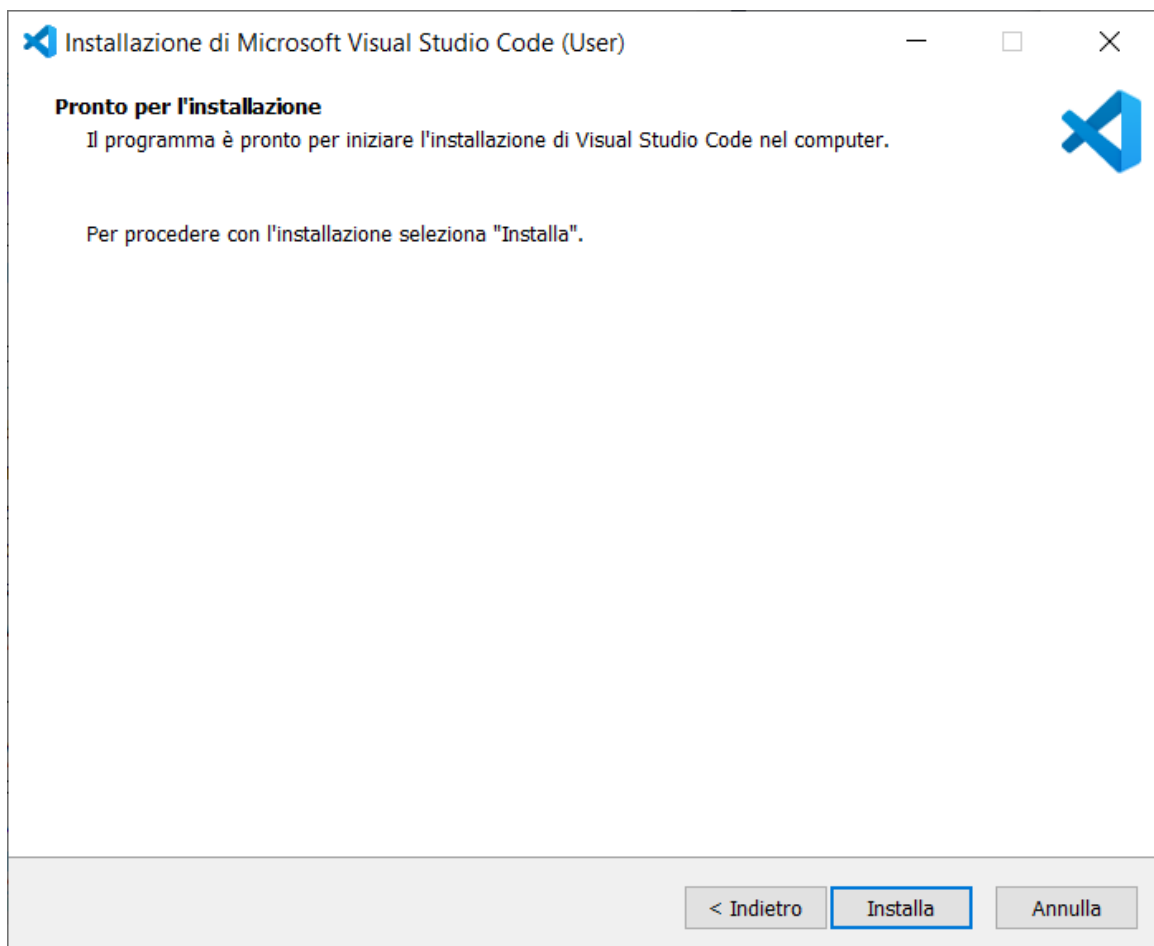 Installazione di Microsoft Visual Studio Code (User)
Pronto per l'installazione
Il programma è pronto per iniziare l'installazione di Visual Studio Code nel computer.
Per procedere con l'installazione seleziona "Installa".
< Indietro
Installa
Annulla